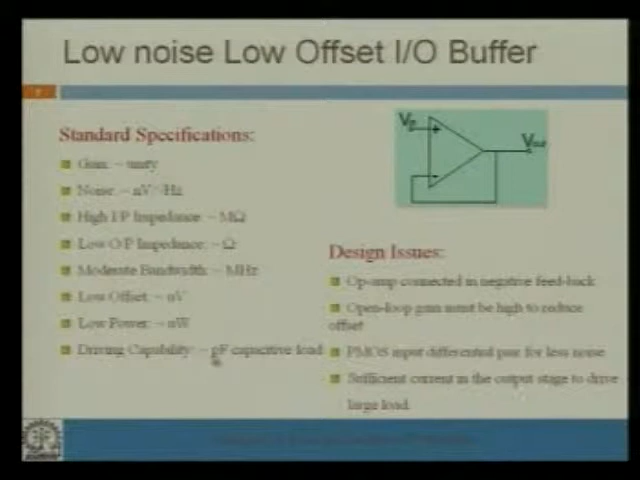 Low noise Low Offset I/O Buffer
Standard Specifications:
Gain: ~ unity
Noise: ~ nV/√Hz
High I/P Impedance: ~ MΩ
Low O/P Impedance: ~ Ω
Moderate Bandwidth: ~ MHz
Low Offset: ~ uV
Low Power: ~ uW
Driving Capability: ~ pF capacitive load
Vout
Design Issues:
Op-amp connected in negative feed-back
Open-loop gain must be high to reduce
offset
PMOS input differential pair for less noise
Sufficient current in the output stage to drive
large load.